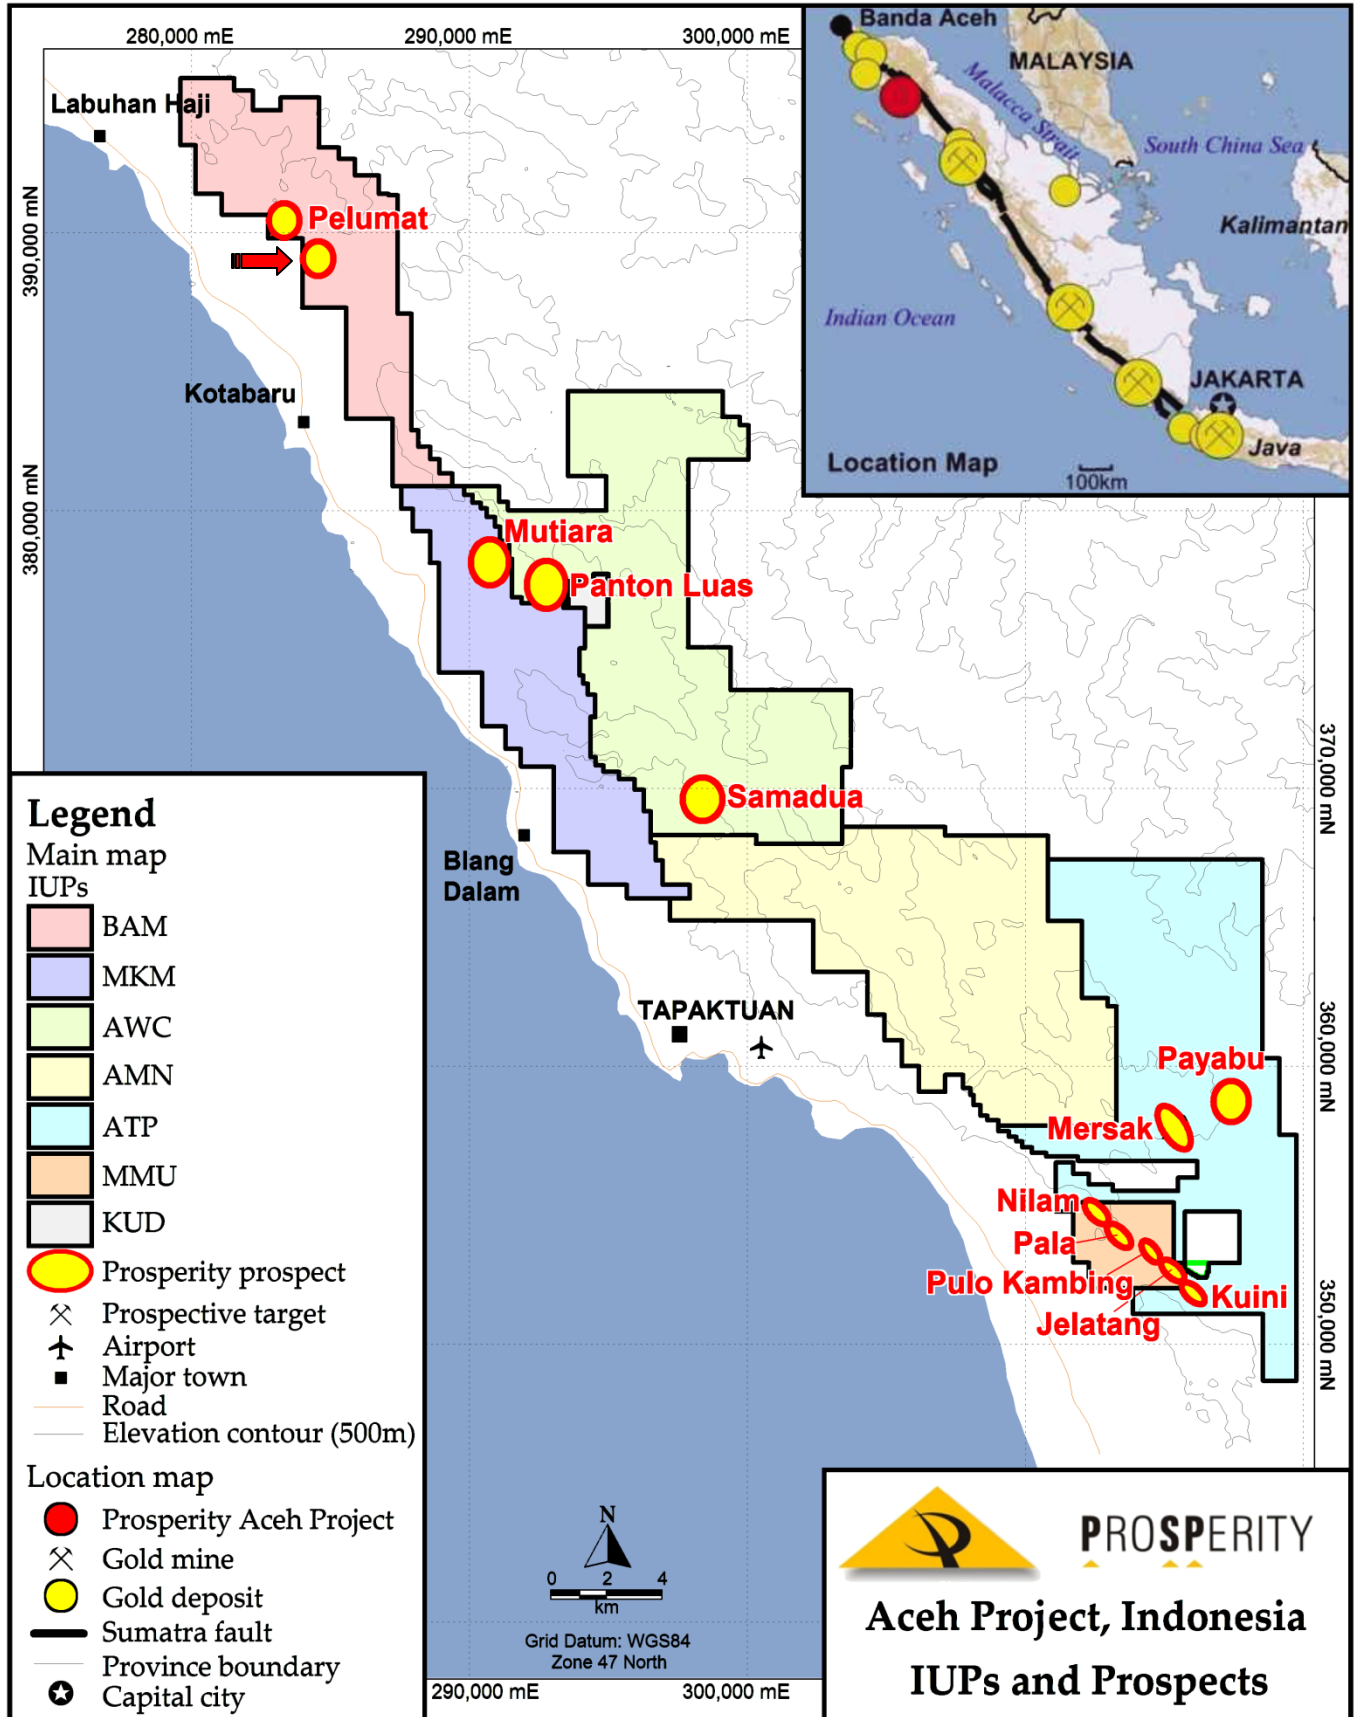 280,000 mE
290,000 mE
300,000 mE
Banda Aceh
MALAYSIA
Malacca Strait
South China Sea
Kalimantan
Indian Ocean
JAKARTA
Java
Location Map
100km
Labuhan Haji
390,000 mN
Pelumat
Kotabaru
380,000 mN
Mutiara
Panton Luas
370,000 mN
Samadua
Blang
Dalam
TAPAKTUAN
360,000 mN
Payabu
Mersak
Nilam
Pala
Pulo Kambing
Kuini
Jelatang
350,000 mN
Legend
Main map
IUPs
BAM
MKM
AWC
AMN
ATP
MMU
KUD
Prosperity prospect
Prospective target
Airport
Major town
Road
Elevation contour (500m)
Location map
Prosperity Aceh Project
Gold mine
Gold deposit
Sumatra fault
Province boundary
Capital city
N
0 2 4
km
Grid Datum: WGS84
Zone 47 North
290,000 mE
300,000 mE
PROSPERITY
Aceh Project, Indonesia
IUPs and Prospects